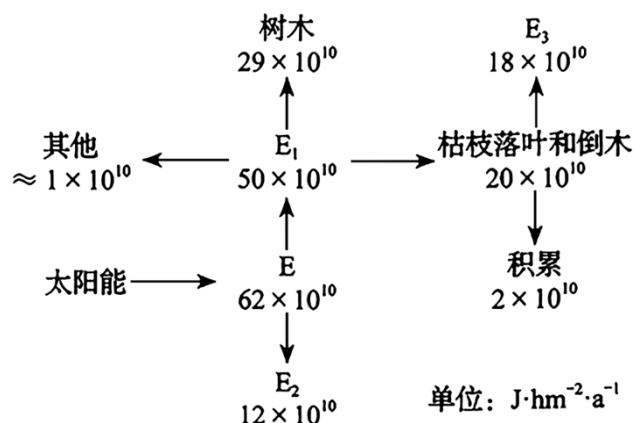 树木
29 × 10¹⁰
E₃
18 × 10¹⁰
其他
≈ 1 × 10¹⁰
E₁
50 × 10¹⁰
枯枝落叶和倒木
20 × 10¹⁰
太阳能
E
62 × 10¹⁰
积累
2 × 10¹⁰
E₂
12 × 10¹⁰
单位：J·hm⁻²·a⁻¹